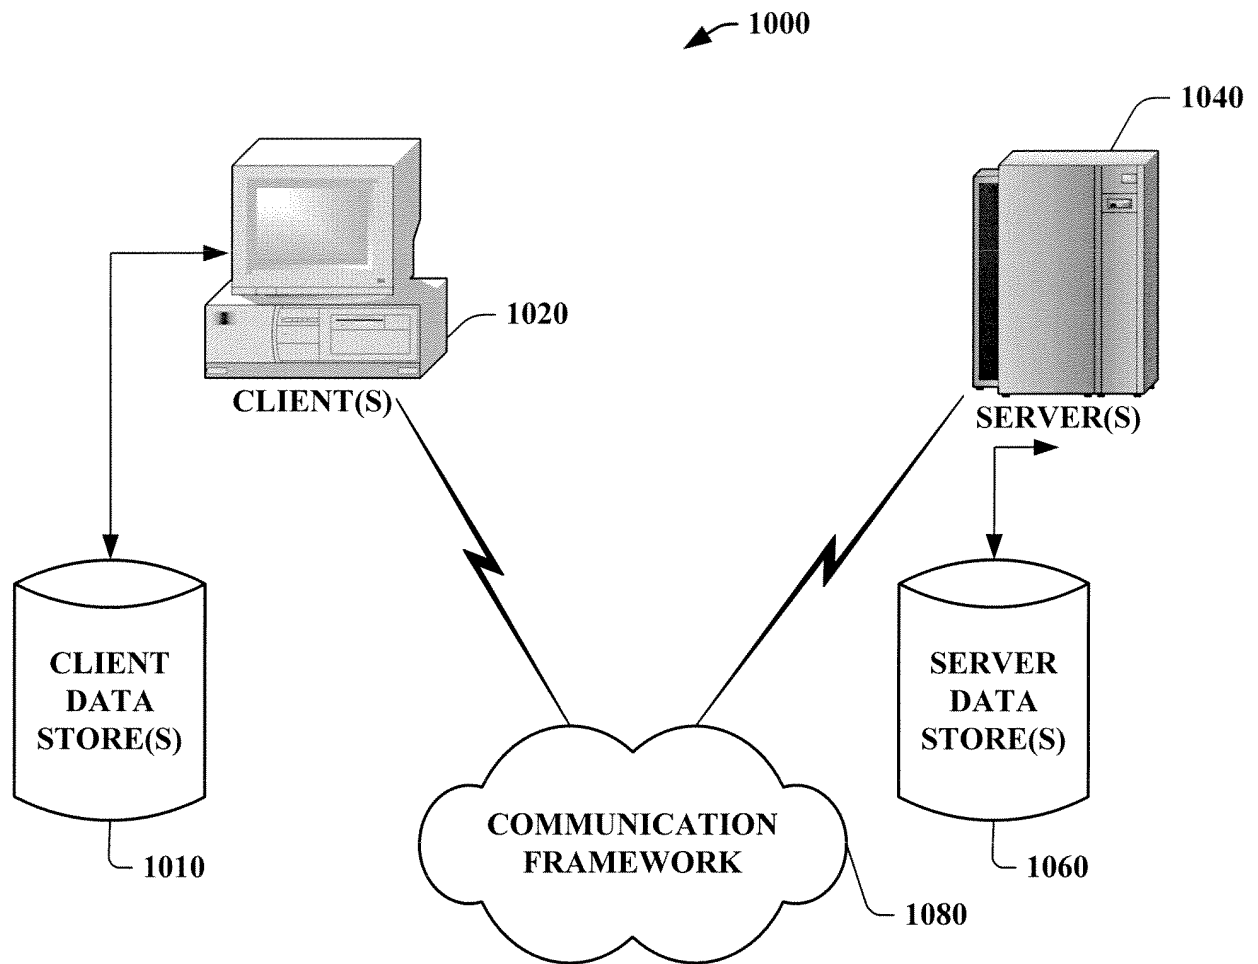 1000
1040
1020
CLIENT(S)
SERVER(S)
CLIENT
DATA
STORE(S)
SERVER
DATA
STORE(S)
COMMUNICATION
FRAMEWORK
1010
1060
1080